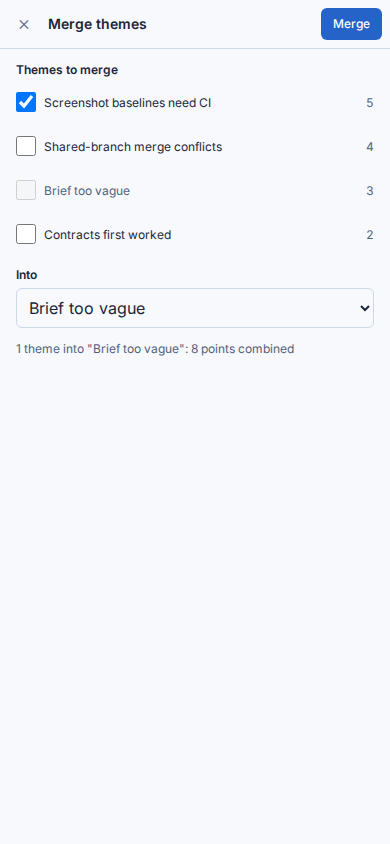 Merge themes
Merge
Themes to merge
Screenshot baselines need CI 5
Shared-branch merge conflicts 4
Brief too vague 3
Contracts first worked 2
Into
Brief too vague
1 theme into "Brief too vague": 8 points combined